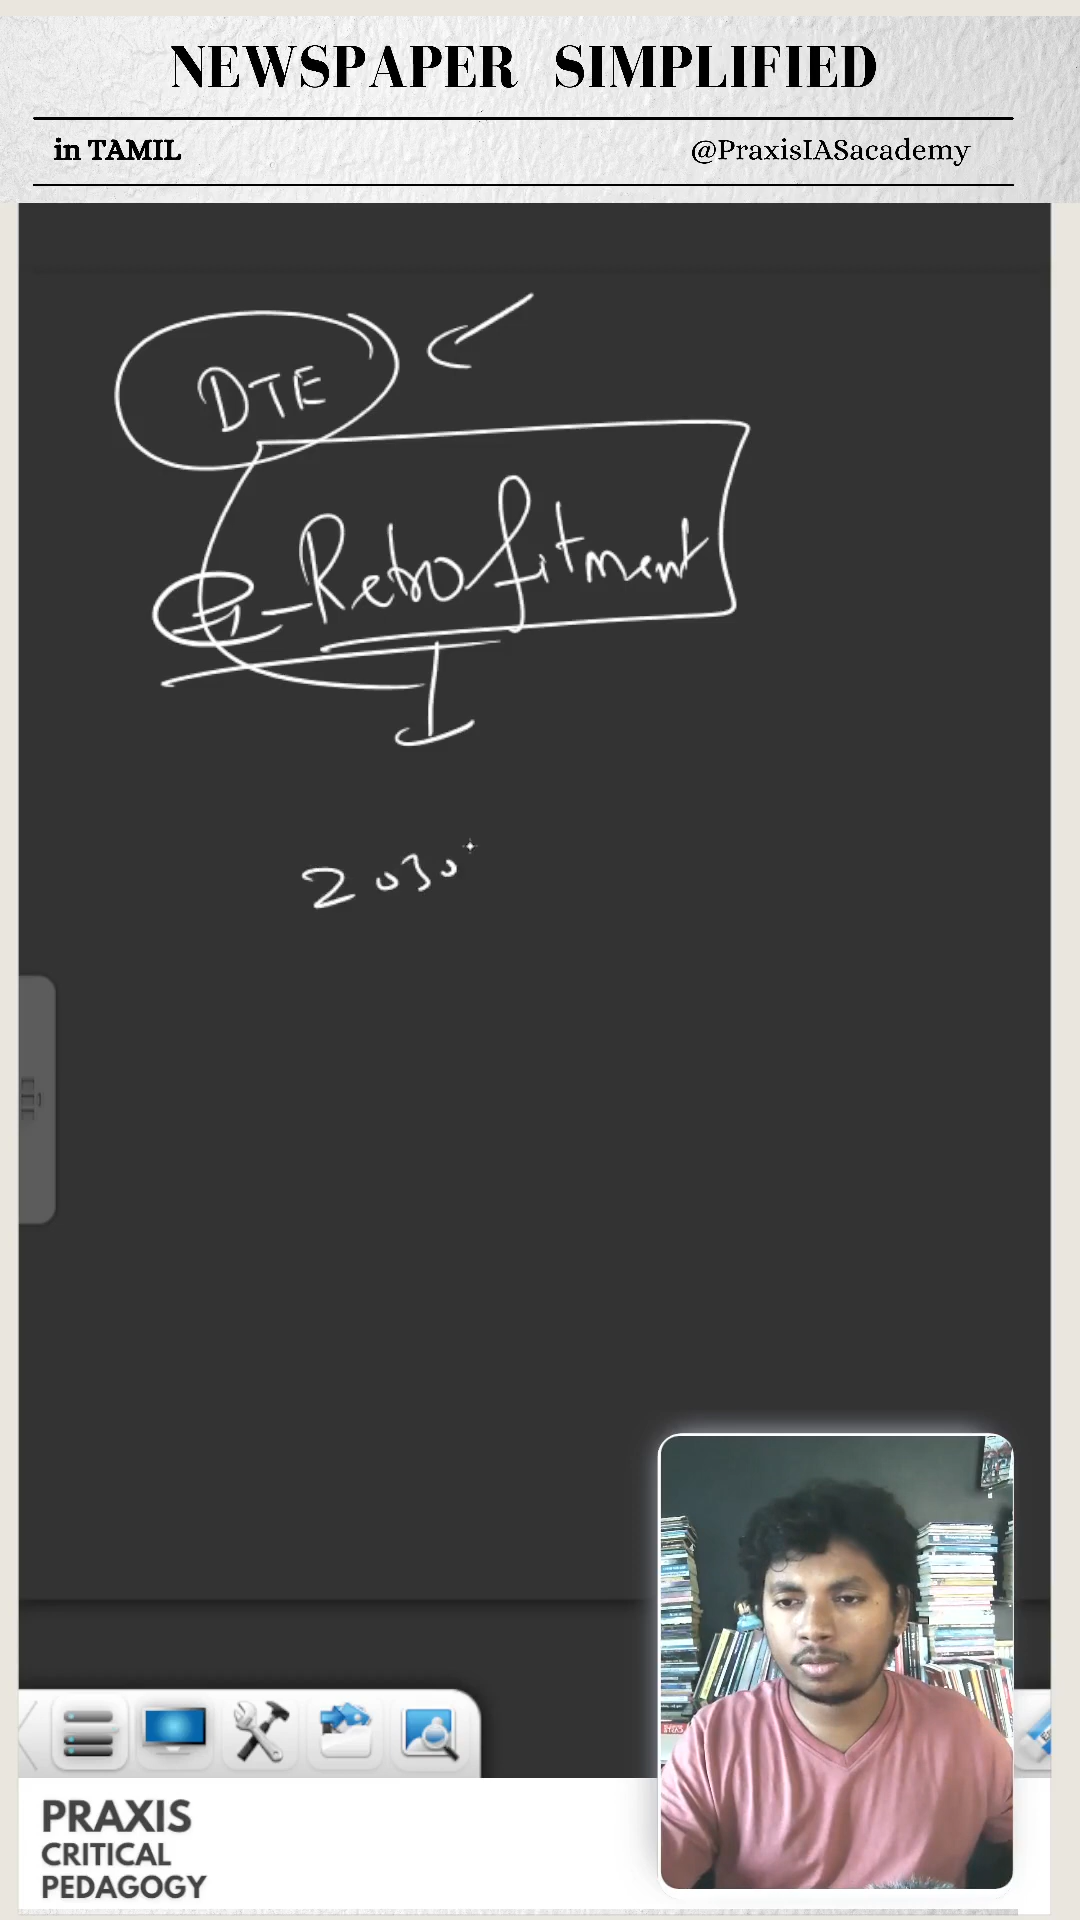 NEWSPAPER SIMPLIFIED
in TAMIL
@PraxisIASacademy
DTE
Retrofitment
2030
PRAXIS
CRITICAL
PEDAGOGY